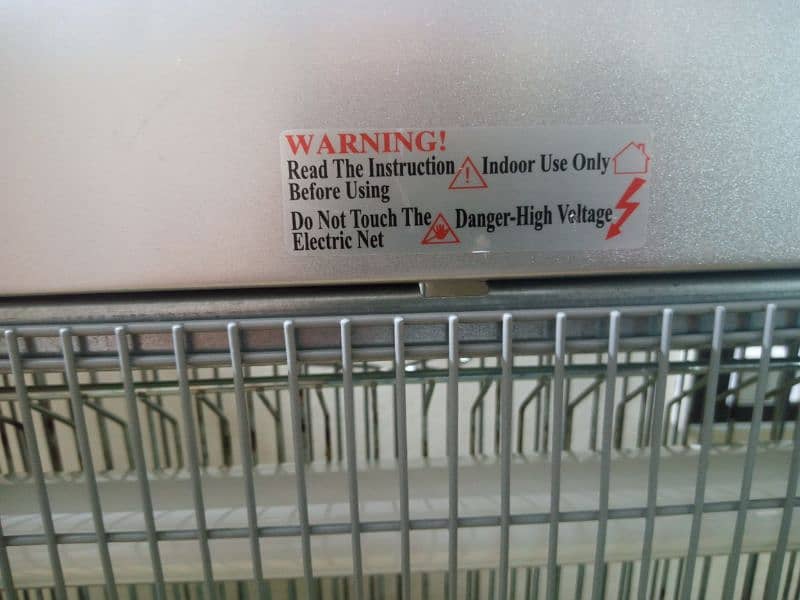 WARNING!
Read The Instruction Indoor Use Only
Before Using
Do Not Touch The Danger-High Voltage
Electric Net